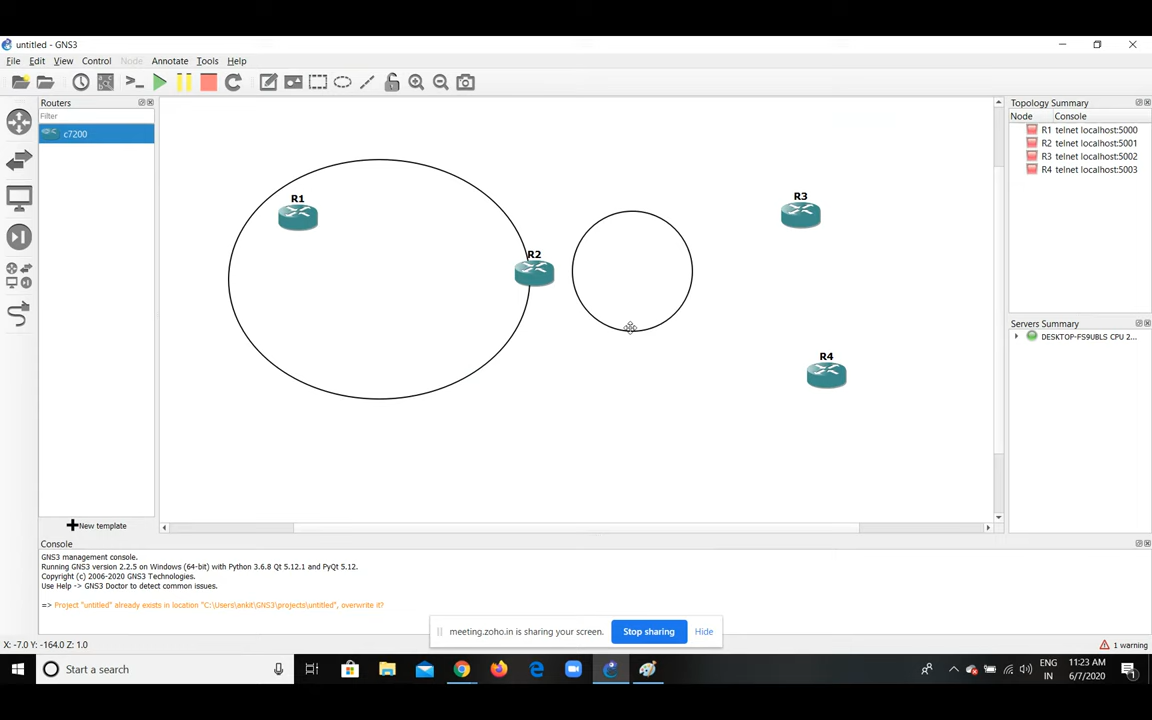 untitled - GNS3
File Edit View Control Node Annotate Tools Help
Routers
Filter
c7200
New template
R1
R2
R3
R4
Topology Summary
Node Console
R1 telnet localhost:5000
R2 telnet localhost:5001
R3 telnet localhost:5002
R4 telnet localhost:5003
Servers Summary
DESKTOP-FS9UBLS CPU 2...
Console
GNS3 management console.
Running GNS3 version 2.2.5 on Windows (64-bit) with Python 3.6.8 Qt 5.12.1 and PyQt 5.12.
Copyright (c) 2006-2020 GNS3 Technologies.
Use Help -> GNS3 Doctor to detect common issues.
=> Project "untitled" already exists in location "C:\Users\ankit\GNS3\projects\untitled", overwrite it?
meeting.zoho.in is sharing your screen. Stop sharing Hide
X: -7.0 Y: -164.0 Z: 1.0
1 warning
Start a search
ENG
IN
11:23 AM
6/7/2020
1